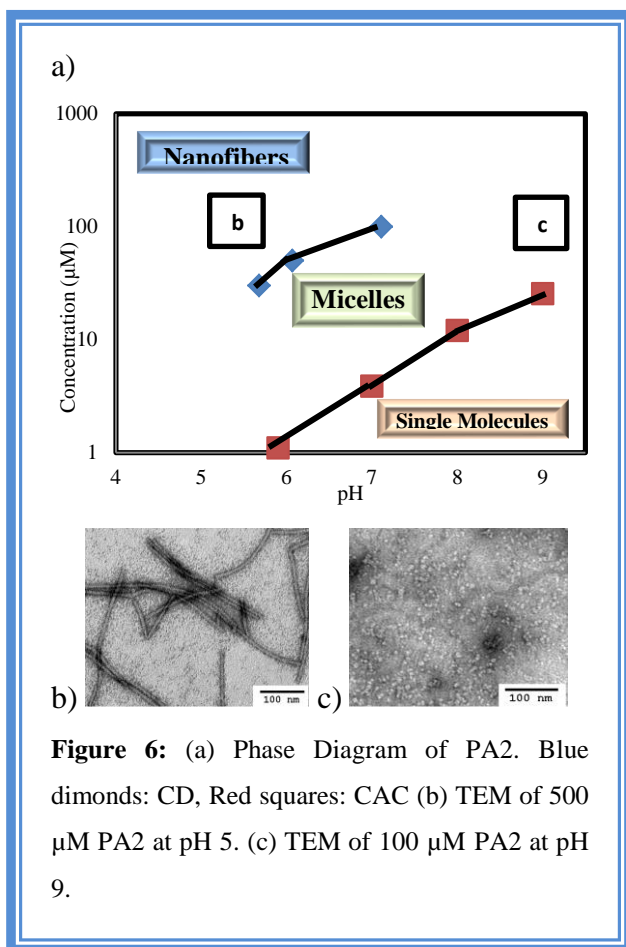 a)
1000
100
10
1
Concentration (µM)
Nanofibers
b
c
Micelles
Single Molecules
4 5 6 7 8 9
pH
b)
100 nm
c)
100 nm
Figure 6: (a) Phase Diagram of PA2. Blue
dimonds: CD, Red squares: CAC (b) TEM of 500
µM PA2 at pH 5. (c) TEM of 100 µM PA2 at pH
9.